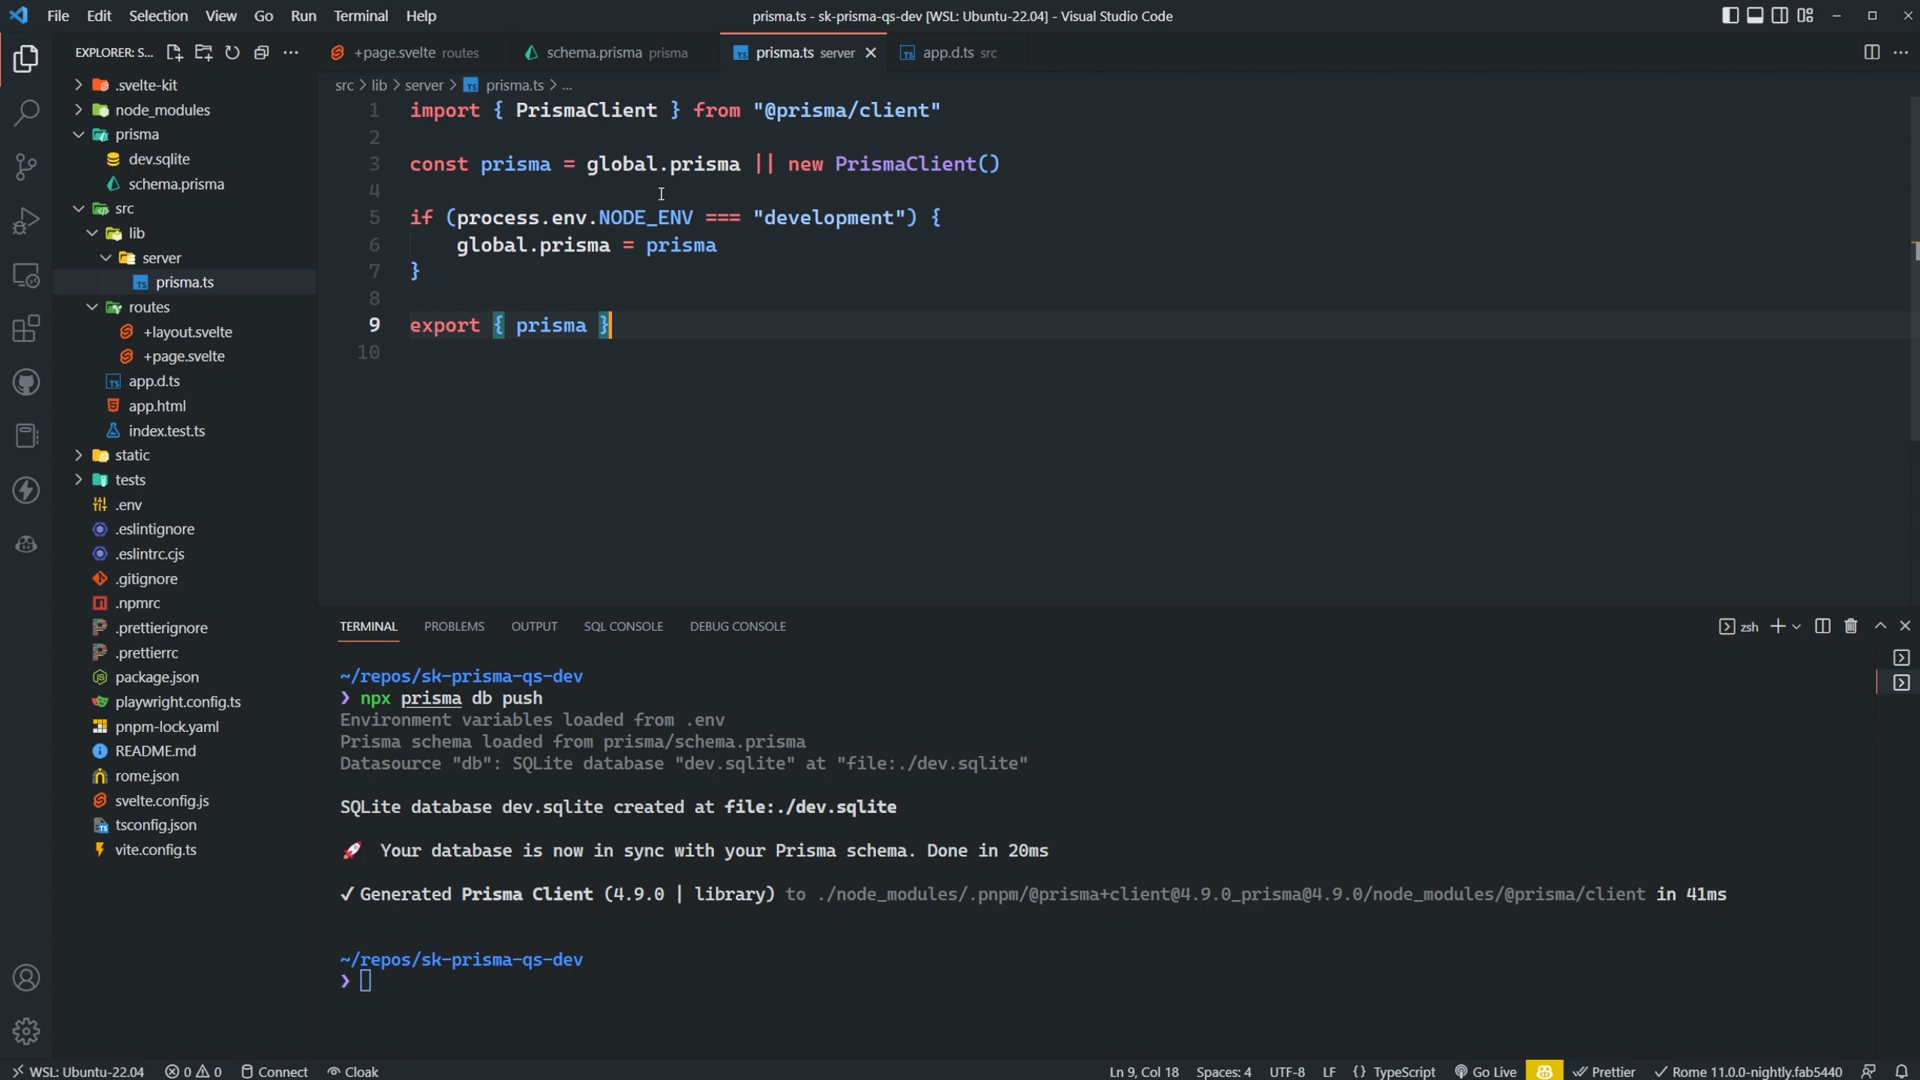 File Edit Selection View Go Run Terminal Help
prisma.ts - sk-prisma-qs-dev [WSL: Ubuntu-22.04] - Visual Studio Code
EXPLORER: S...
.svelte-kit
node_modules
prisma
dev.sqlite
schema.prisma
src
lib
server
prisma.ts
routes
+layout.svelte
+page.svelte
app.d.ts
app.html
index.test.ts
static
tests
.env
.eslintignore
.eslintrc.cjs
.gitignore
.npmrc
.prettierignore
.prettierrc
package.json
playwright.config.ts
pnpm-lock.yaml
README.md
rome.json
svelte.config.js
tsconfig.json
vite.config.ts
+page.svelte routes
schema.prisma prisma
prisma.ts server
app.d.ts src
src > lib > server > prisma.ts > ...
1 import { PrismaClient } from "@prisma/client"
2
3 const prisma = global.prisma || new PrismaClient()
4
5 if (process.env.NODE_ENV === "development") {
6 global.prisma = prisma
7 }
8
9 export { prisma }
10
TERMINAL PROBLEMS OUTPUT SQL CONSOLE DEBUG CONSOLE
zsh
~/repos/sk-prisma-qs-dev
❯ npx prisma db push
Environment variables loaded from .env
Prisma schema loaded from prisma/schema.prisma
Datasource "db": SQLite database "dev.sqlite" at "file:./dev.sqlite"
SQLite database dev.sqlite created at file:./dev.sqlite
🚀 Your database is now in sync with your Prisma schema. Done in 20ms
✔ Generated Prisma Client (4.9.0 | library) to ./node_modules/.pnpm/@prisma+client@4.9.0_prisma@4.9.0/node_modules/@prisma/client in 41ms
~/repos/sk-prisma-qs-dev
❯
WSL: Ubuntu-22.04 0 0 Connect Cloak
Ln 9, Col 18 Spaces: 4 UTF-8 LF {} TypeScript Go Live Prettier Rome 11.0.0-nightly.fab5440